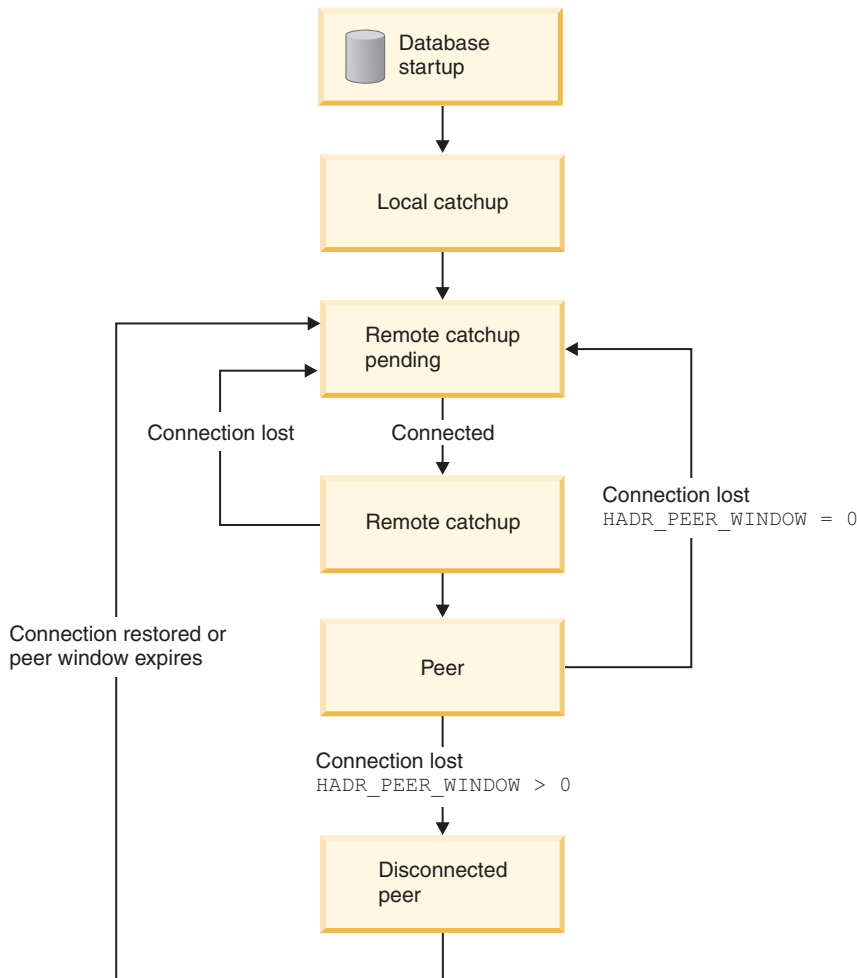 Database
startup
Local catchup
Remote catchup
pending
Connection lost
Connected
Remote catchup
Connection lost
HADR_PEER_WINDOW = 0
Connection restored or
peer window expires
Peer
Connection lost
HADR_PEER_WINDOW > 0
Disconnected
peer